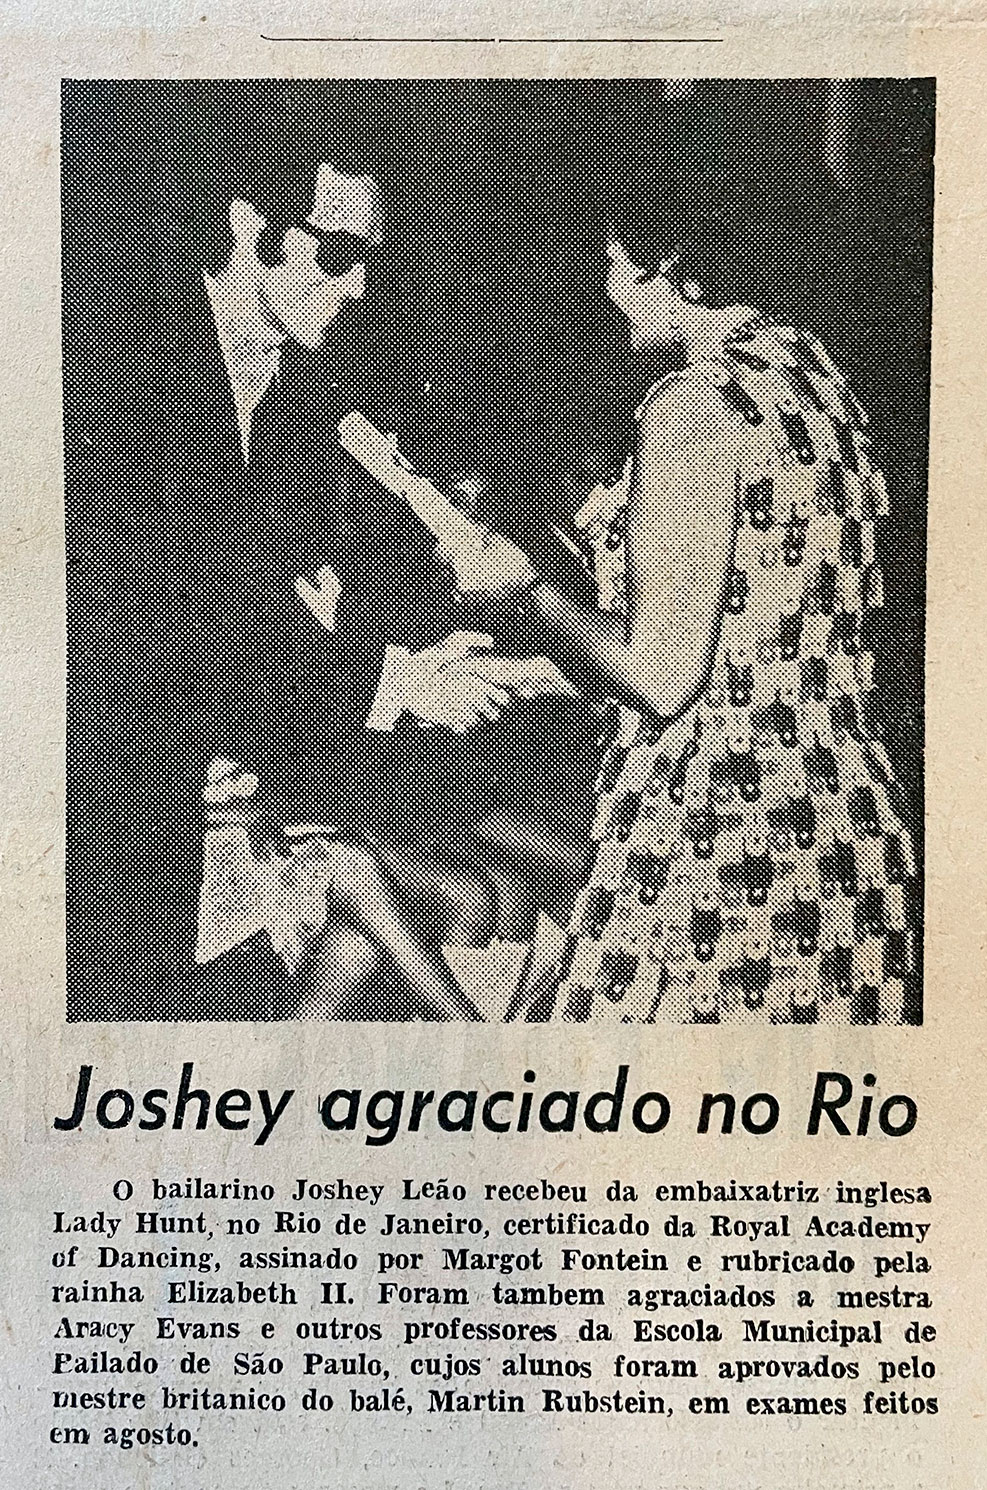 Joshey agraciado no Rio
O bailarino Joshey Leão recebeu da embaixatriz inglesa
Lady Hunt, no Rio de Janeiro, certificado da Royal Academy
of Dancing, assinado por Margot Fontein e rubricado pela
rainha Elizabeth II. Foram tambem agraciados a mestra
Aracy Evans e outros professores da Escola Municipal de
Bailado de São Paulo, cujos alunos foram aprovados pelo
mestre britanico do balé, Martin Rubstein, em exames feitos
em agosto.